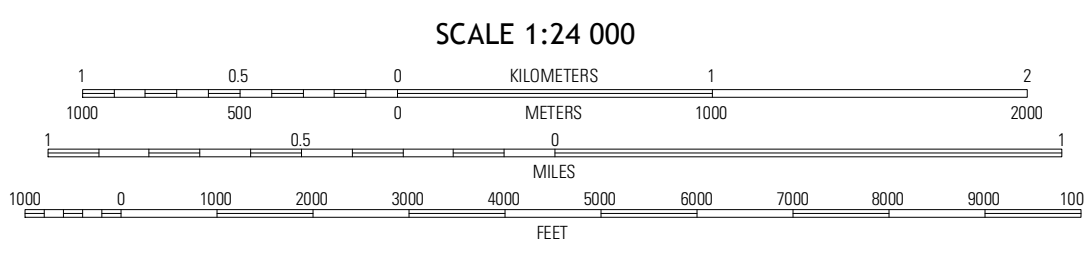 SCALE 1:24 000
1 0.5 0 KILOMETERS 1 2
1000 500 0 METERS 1000 2000
1 0.5 0 1
MILES
1000 0 1000 2000 3000 4000 5000 6000 7000 8000 9000 100
FEET